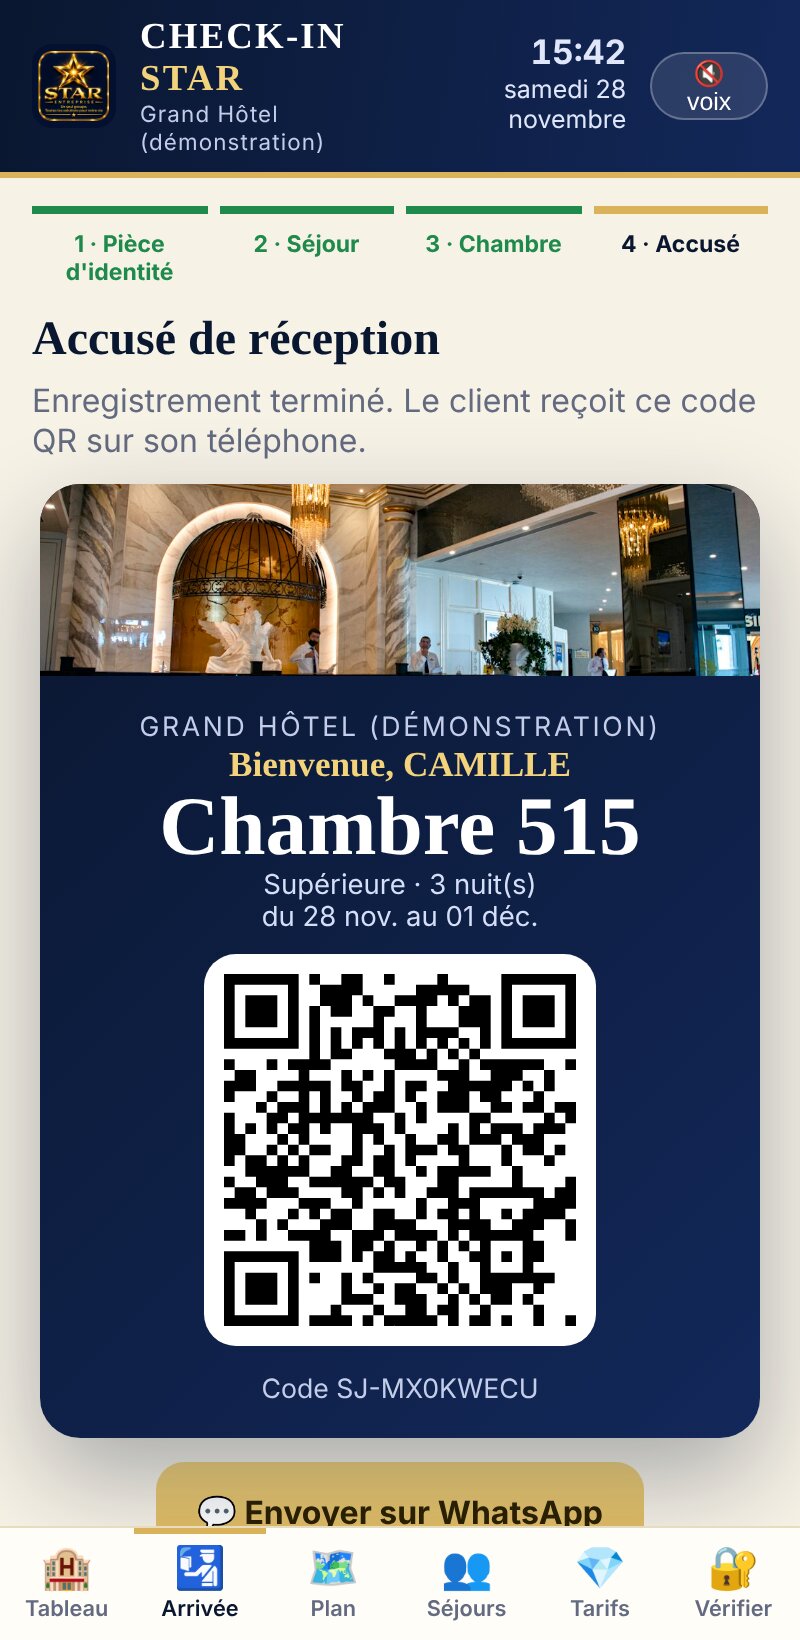 STAR
ENTREPRISE
CHECK-IN
STAR
Grand Hôtel
(démonstration)
15:42
samedi 28
novembre
voix
1 · Pièce
d'identité
2 · Séjour
3 · Chambre
4 · Accusé
Accusé de réception
Enregistrement terminé. Le client reçoit ce code
QR sur son téléphone.
GRAND HÔTEL (DÉMONSTRATION)
Bienvenue, CAMILLE
Chambre 515
Supérieure · 3 nuit(s)
du 28 nov. au 01 déc.
Code SJ-MX0KWECU
💬 Envoyer sur WhatsApp
Tableau
Arrivée
Plan
Séjours
Tarifs
Vérifier